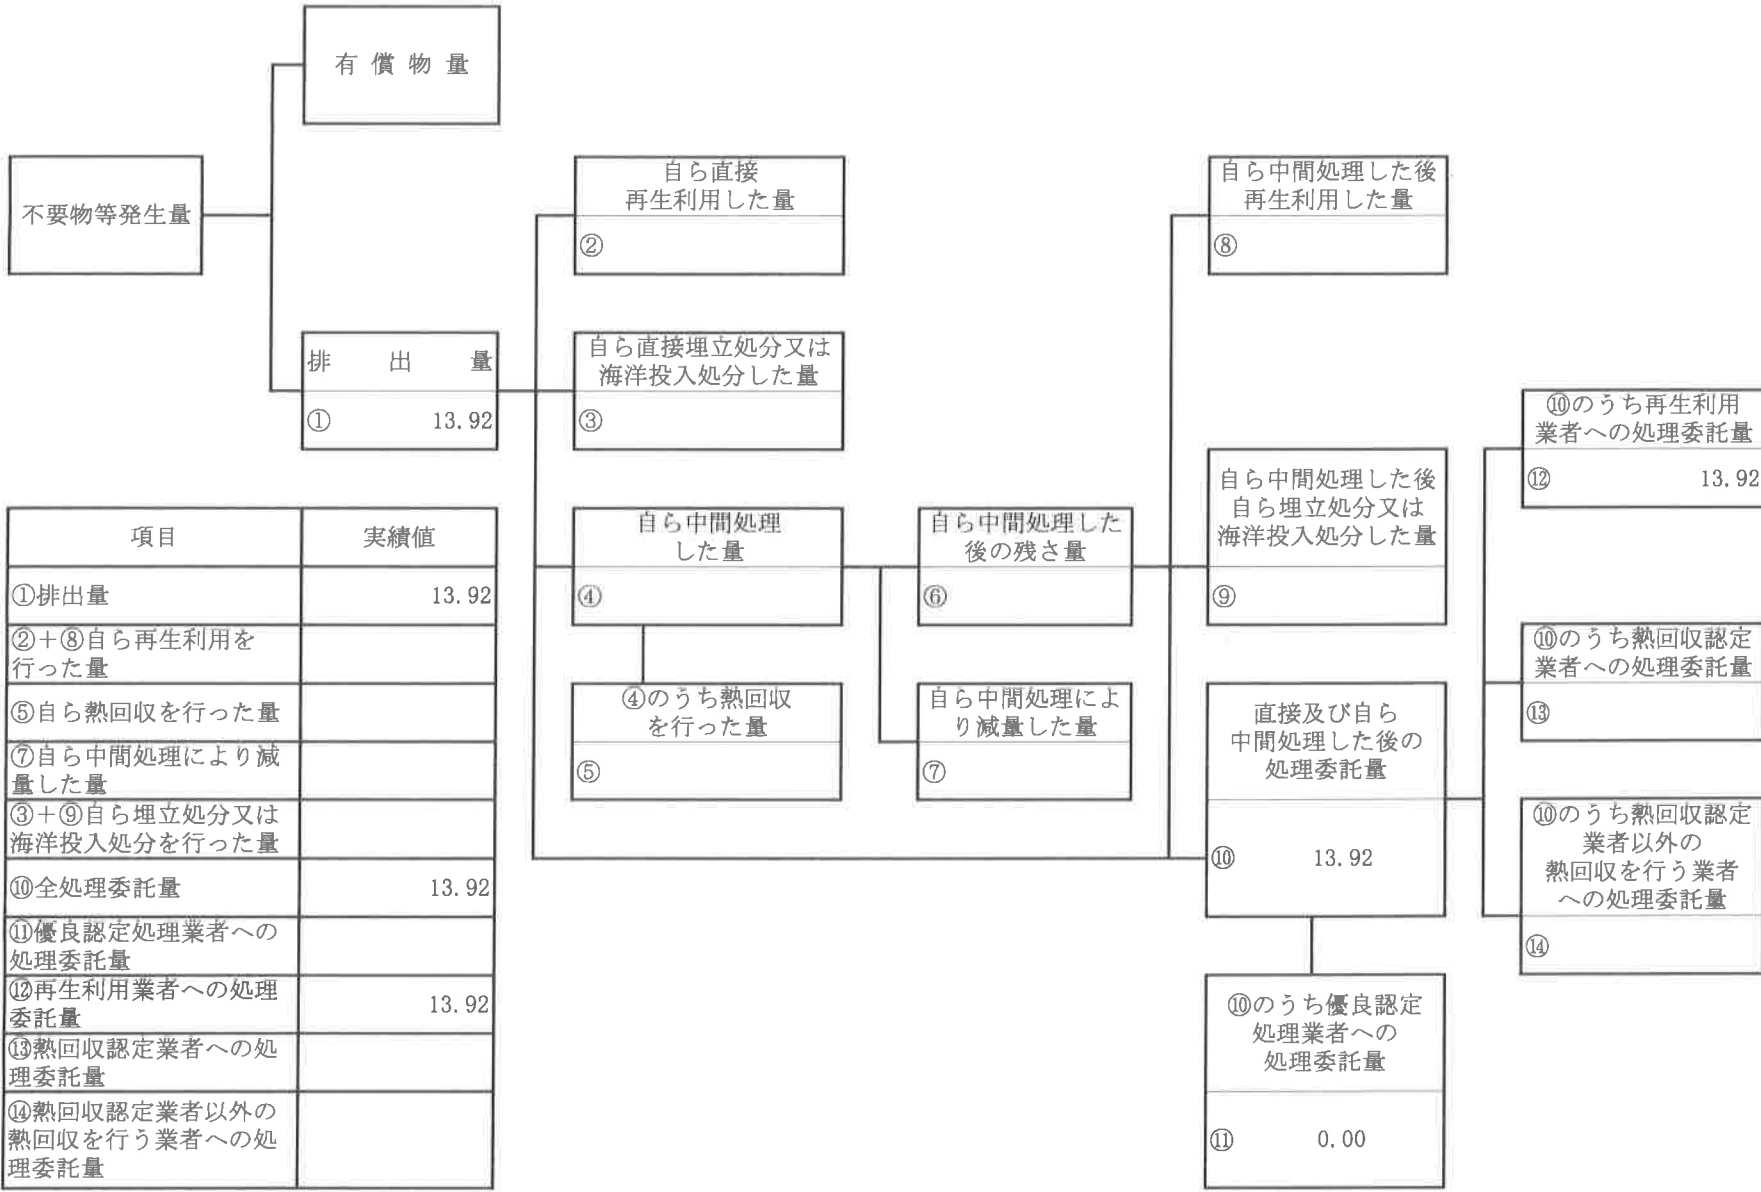 有償物量
不要物等発生量
排出量
① 13.92
自ら直接
再生利用した量
②
自ら直接埋立処分又は
海洋投入処分した量
③
自ら中間処理
した量
④
④のうち熱回収
を行った量
⑤
自ら中間処理した
後の残さ量
⑥
自ら中間処理によ
り減量した量
⑦
自ら中間処理した後
再生利用した量
⑧
自ら中間処理した後
自ら埋立処分又は
海洋投入処分した量
⑨
直接及び自ら
中間処理した後の
処理委託量
⑩ 13.92
⑩のうち優良認定
処理業者への
処理委託量
⑪ 0.00
⑩のうち再生利用
業者への処理委託量
⑫ 13.92
⑩のうち熱回収認定
業者への処理委託量
⑬
⑩のうち熱回収認定
業者以外の
熱回収を行う業者
への処理委託量
⑭
項目 実績値
①排出量 13.92
②＋⑧自ら再生利用を
行った量
⑤自ら熱回収を行った量
⑦自ら中間処理により減
量した量
③＋⑨自ら埋立処分又は
海洋投入処分を行った量
⑩全処理委託量 13.92
⑪優良認定処理業者への
処理委託量
⑫再生利用業者への処理
委託量 13.92
⑬熱回収認定業者への処
理委託量
⑭熱回収認定業者以外の
熱回収を行う業者への処
理委託量